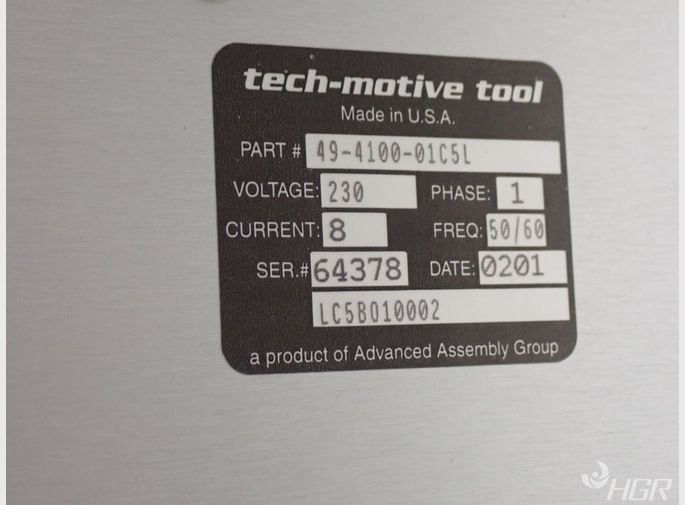 tech-motive tool
Made in U.S.A.
PART # 49-4100-01C5L
VOLTAGE: 230 PHASE: 1
CURRENT: 8 FREQ: 50/60
SER.# 64378 DATE: 0201
LC5B010002
a product of Advanced Assembly Group
HGR